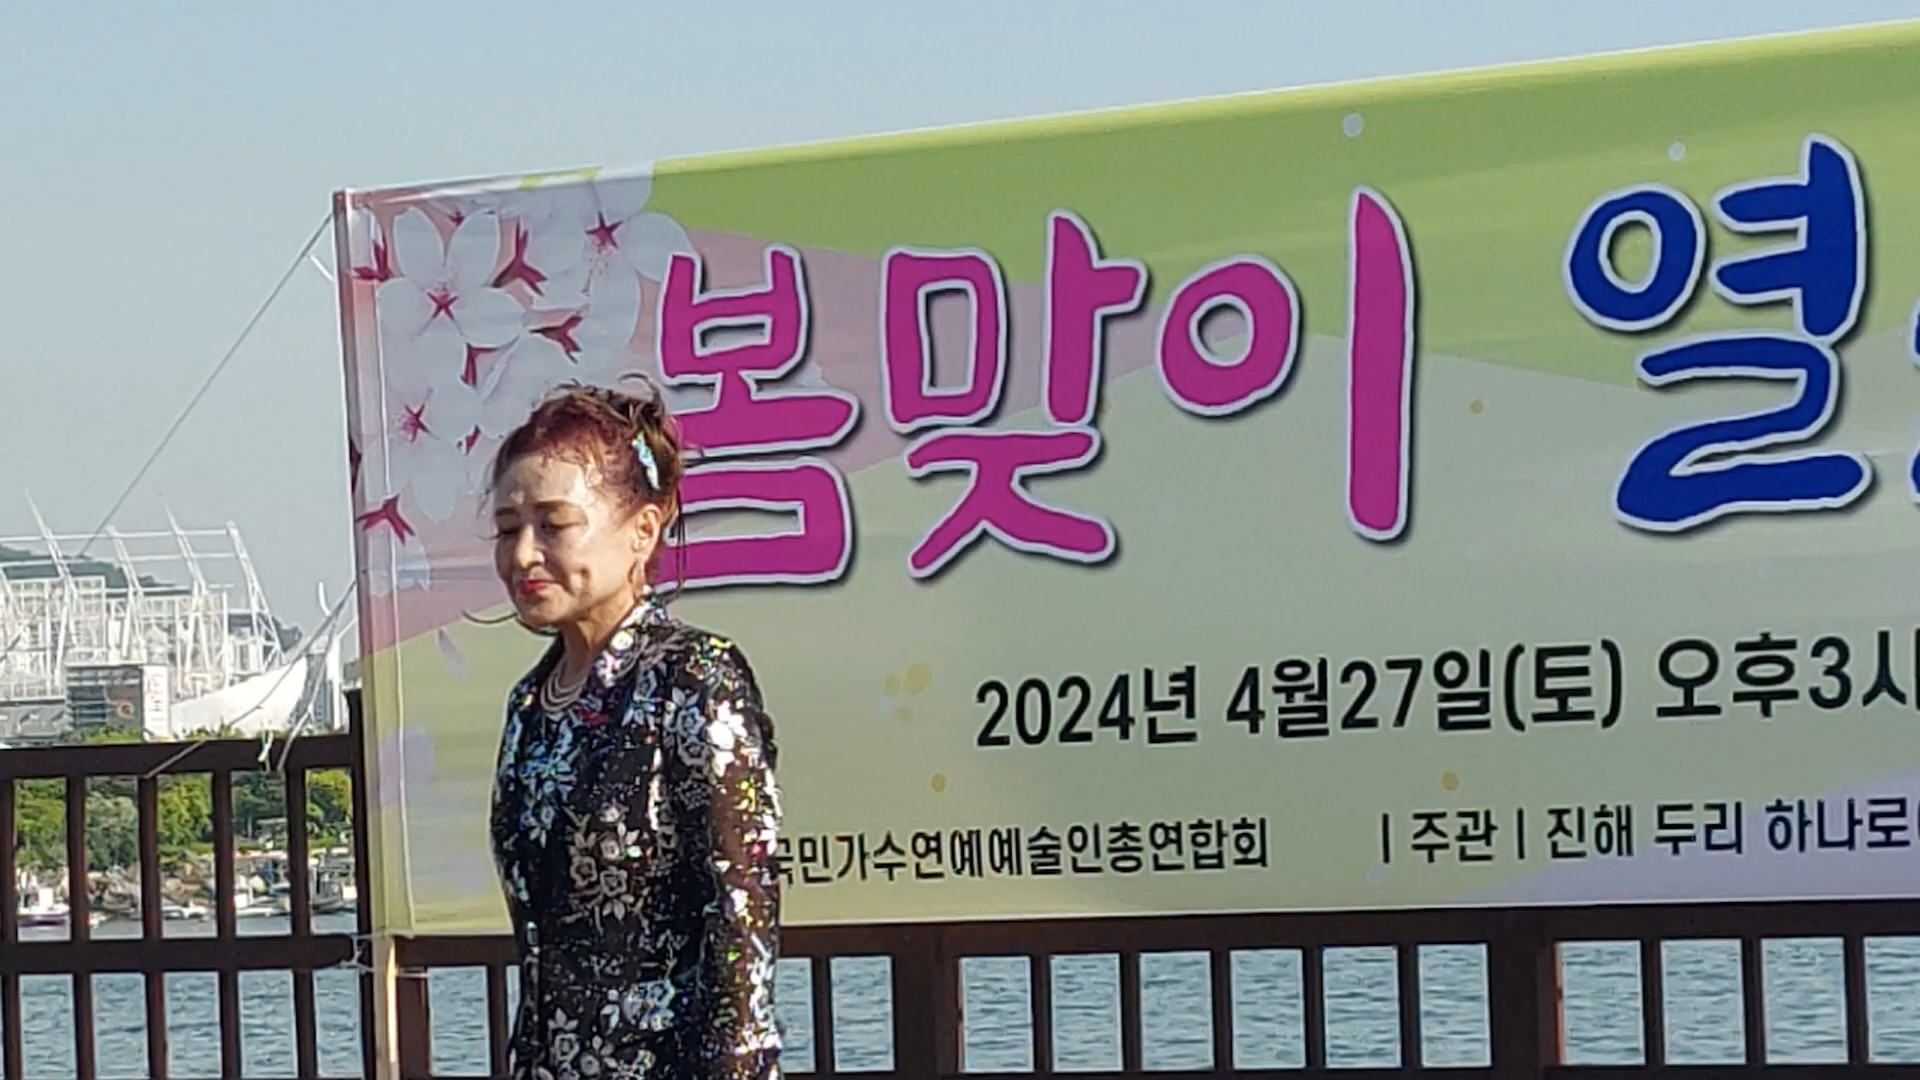 봄맞이 열
2024년 4월27일(토) 오후3시
국민가수연예예술인총연합회 | 주관 | 진해 두리 하나로